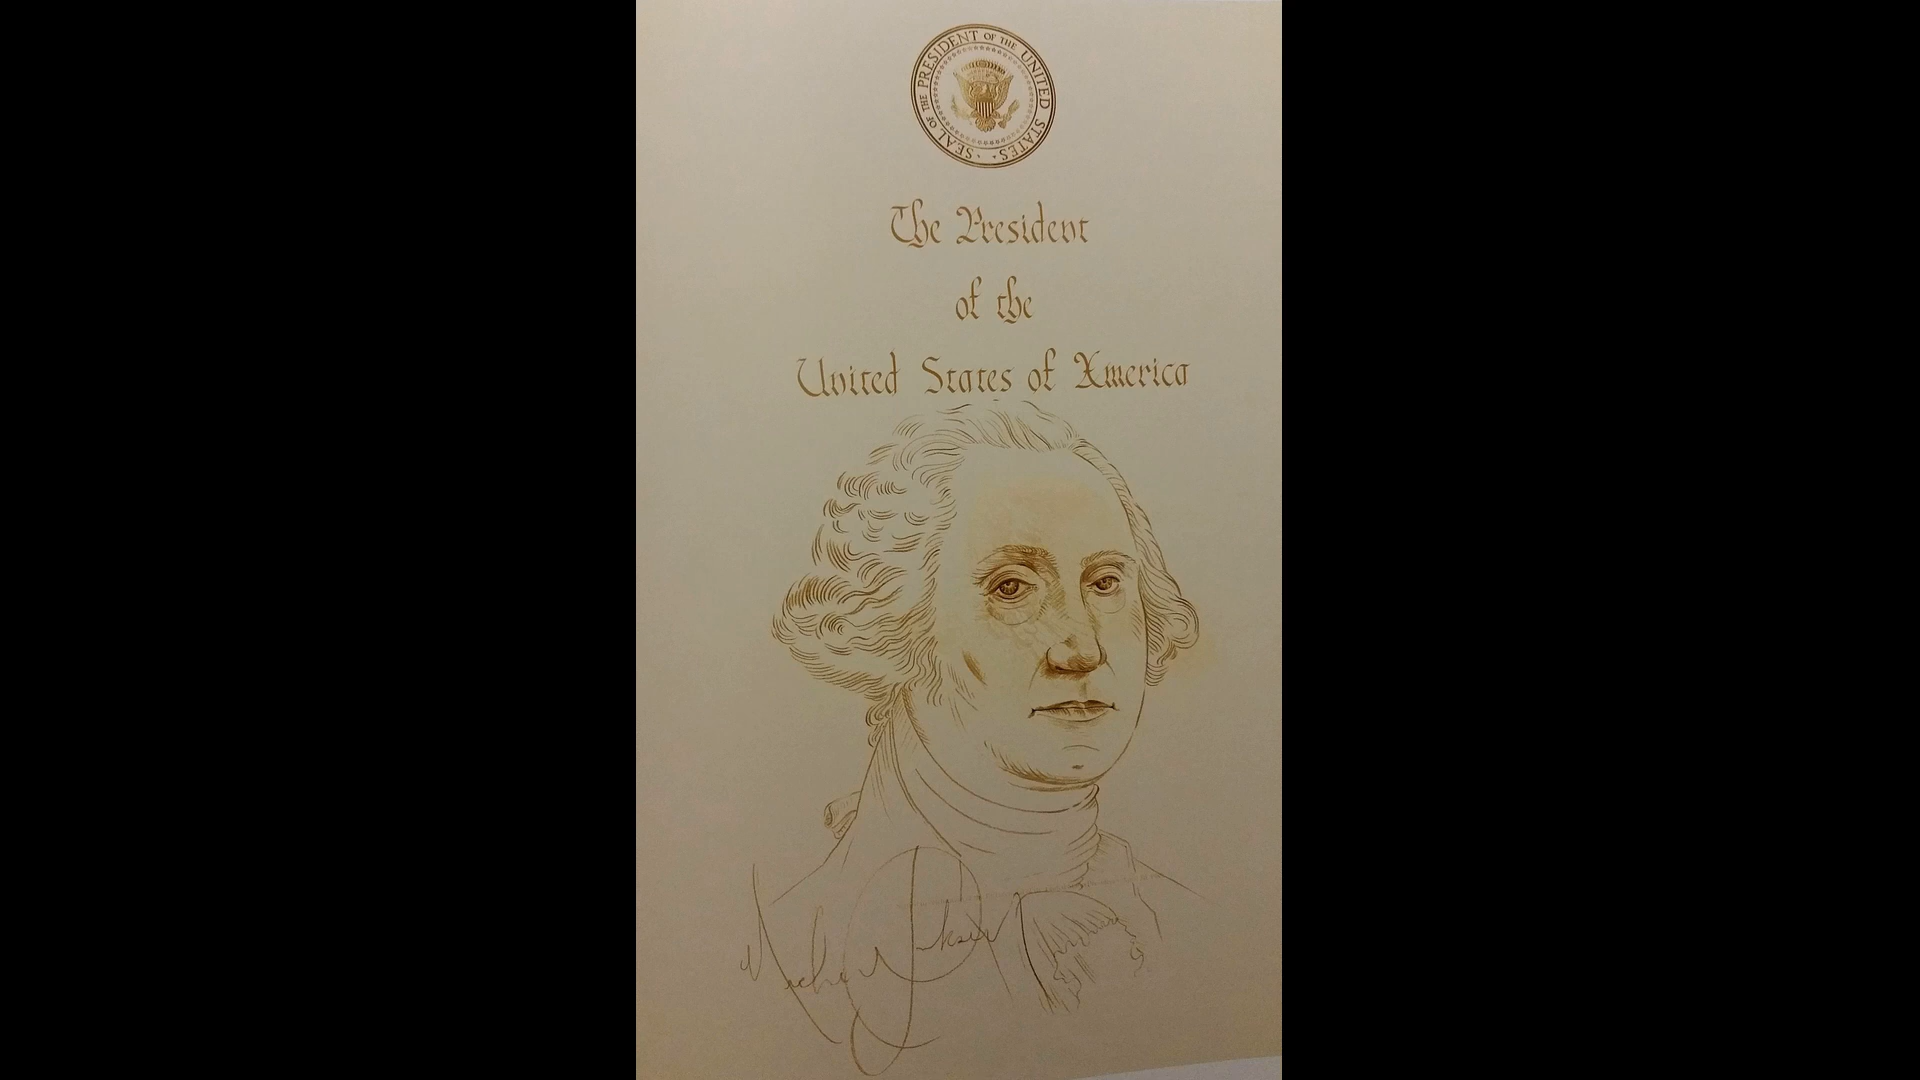 SEAL OF THE PRESIDENT OF THE UNITED STATES
The President
of the
United States of America